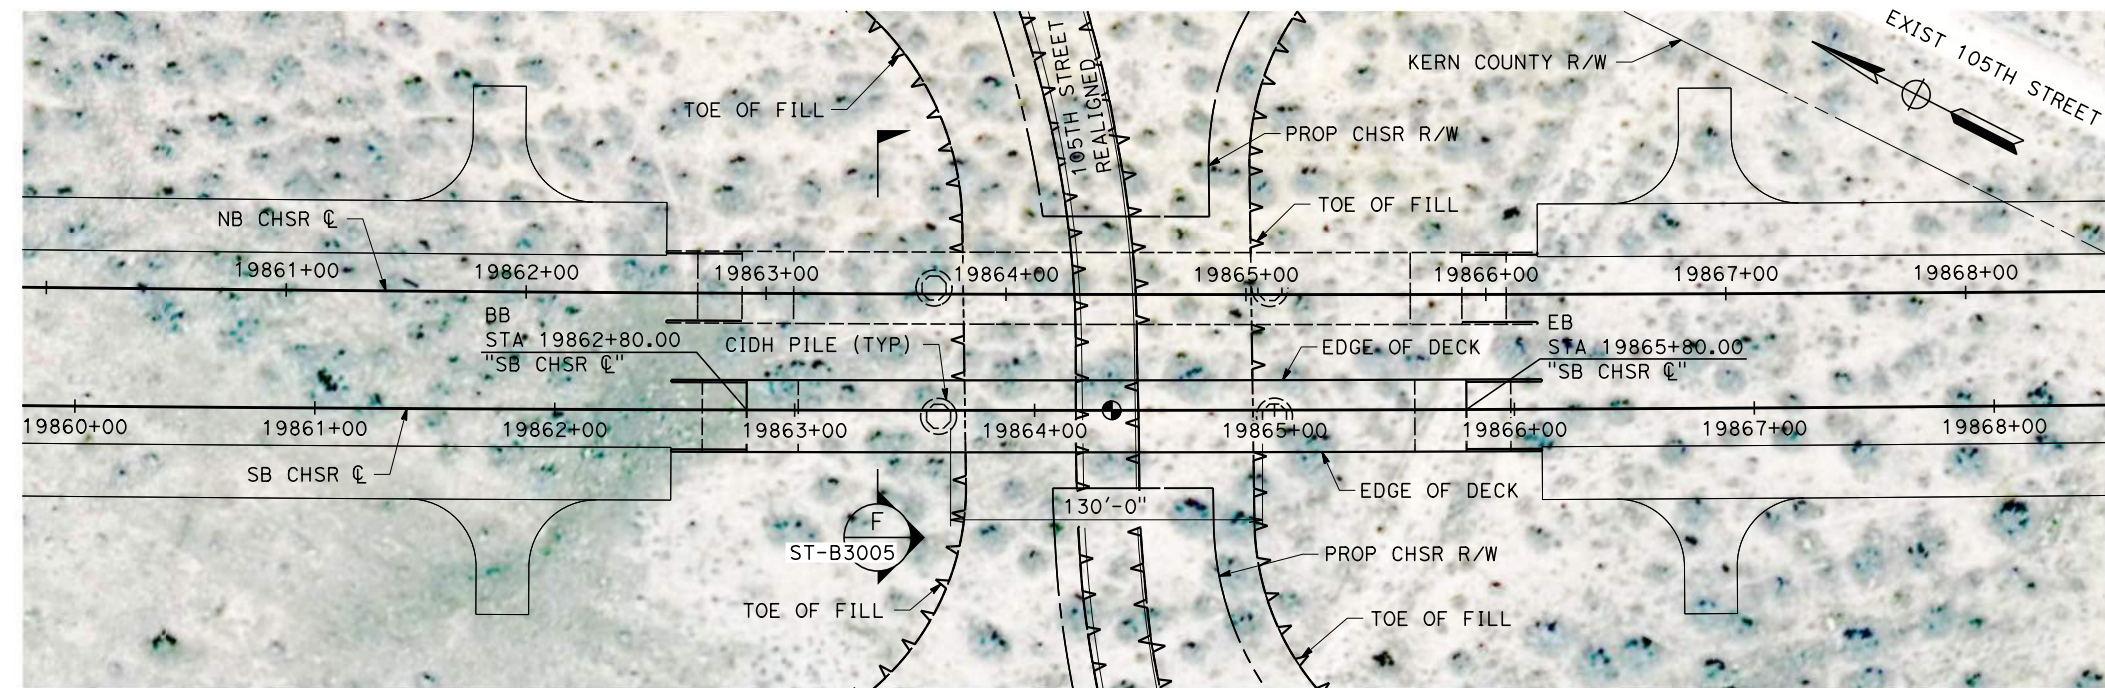 EXIST 105TH STREET
KERN COUNTY R/W
TOE OF FILL
105TH STREET
REALIGNED
PROP CHSR R/W
TOE OF FILL
NB CHSR ℄
19861+00 19862+00 19863+00 19864+00 19865+00 19866+00 19867+00 19868+00
BB
STA 19862+80.00
"SB CHSR ℄"
CIDH PILE (TYP)
EDGE OF DECK
EB
STA 19865+80.00
"SB CHSR ℄"
19860+00 19861+00 19862+00 19863+00 19864+00 19865+00 19866+00 19867+00 19868+00
SB CHSR ℄
EDGE OF DECK
130'-0"
F
ST-B3005
PROP CHSR R/W
TOE OF FILL
TOE OF FILL